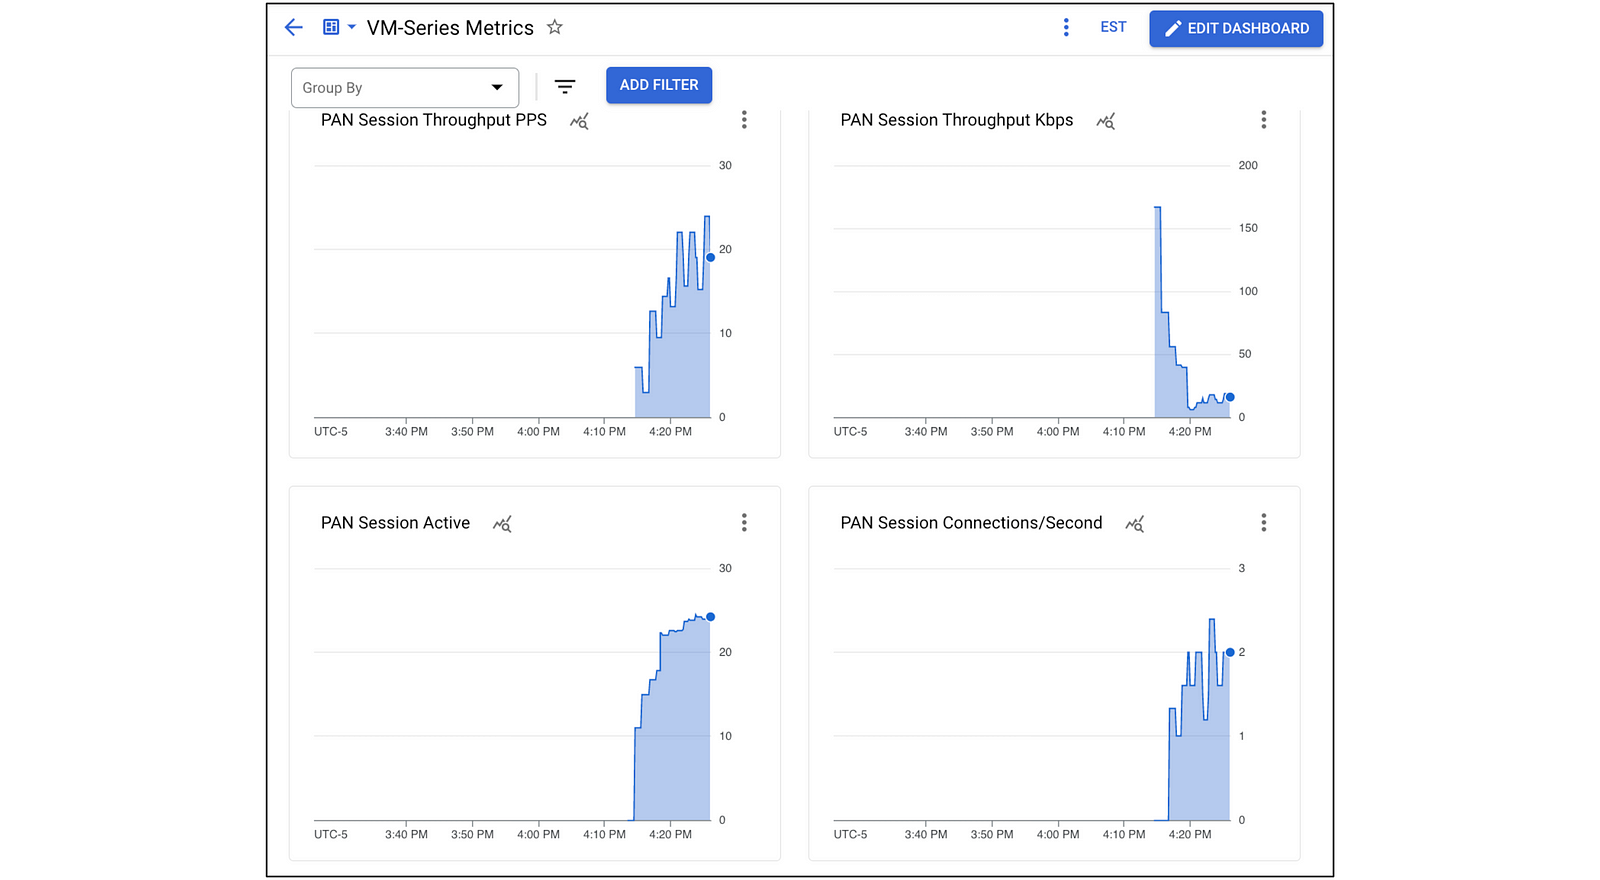 VM-Series Metrics
EST
EDIT DASHBOARD
Group By
ADD FILTER
PAN Session Throughput PPS
30
20
10
0
UTC-5 3:40 PM 3:50 PM 4:00 PM 4:10 PM 4:20 PM
PAN Session Throughput Kbps
200
150
100
50
0
UTC-5 3:40 PM 3:50 PM 4:00 PM 4:10 PM 4:20 PM
PAN Session Active
30
20
10
0
UTC-5 3:40 PM 3:50 PM 4:00 PM 4:10 PM 4:20 PM
PAN Session Connections/Second
3
2
1
0
UTC-5 3:40 PM 3:50 PM 4:00 PM 4:10 PM 4:20 PM